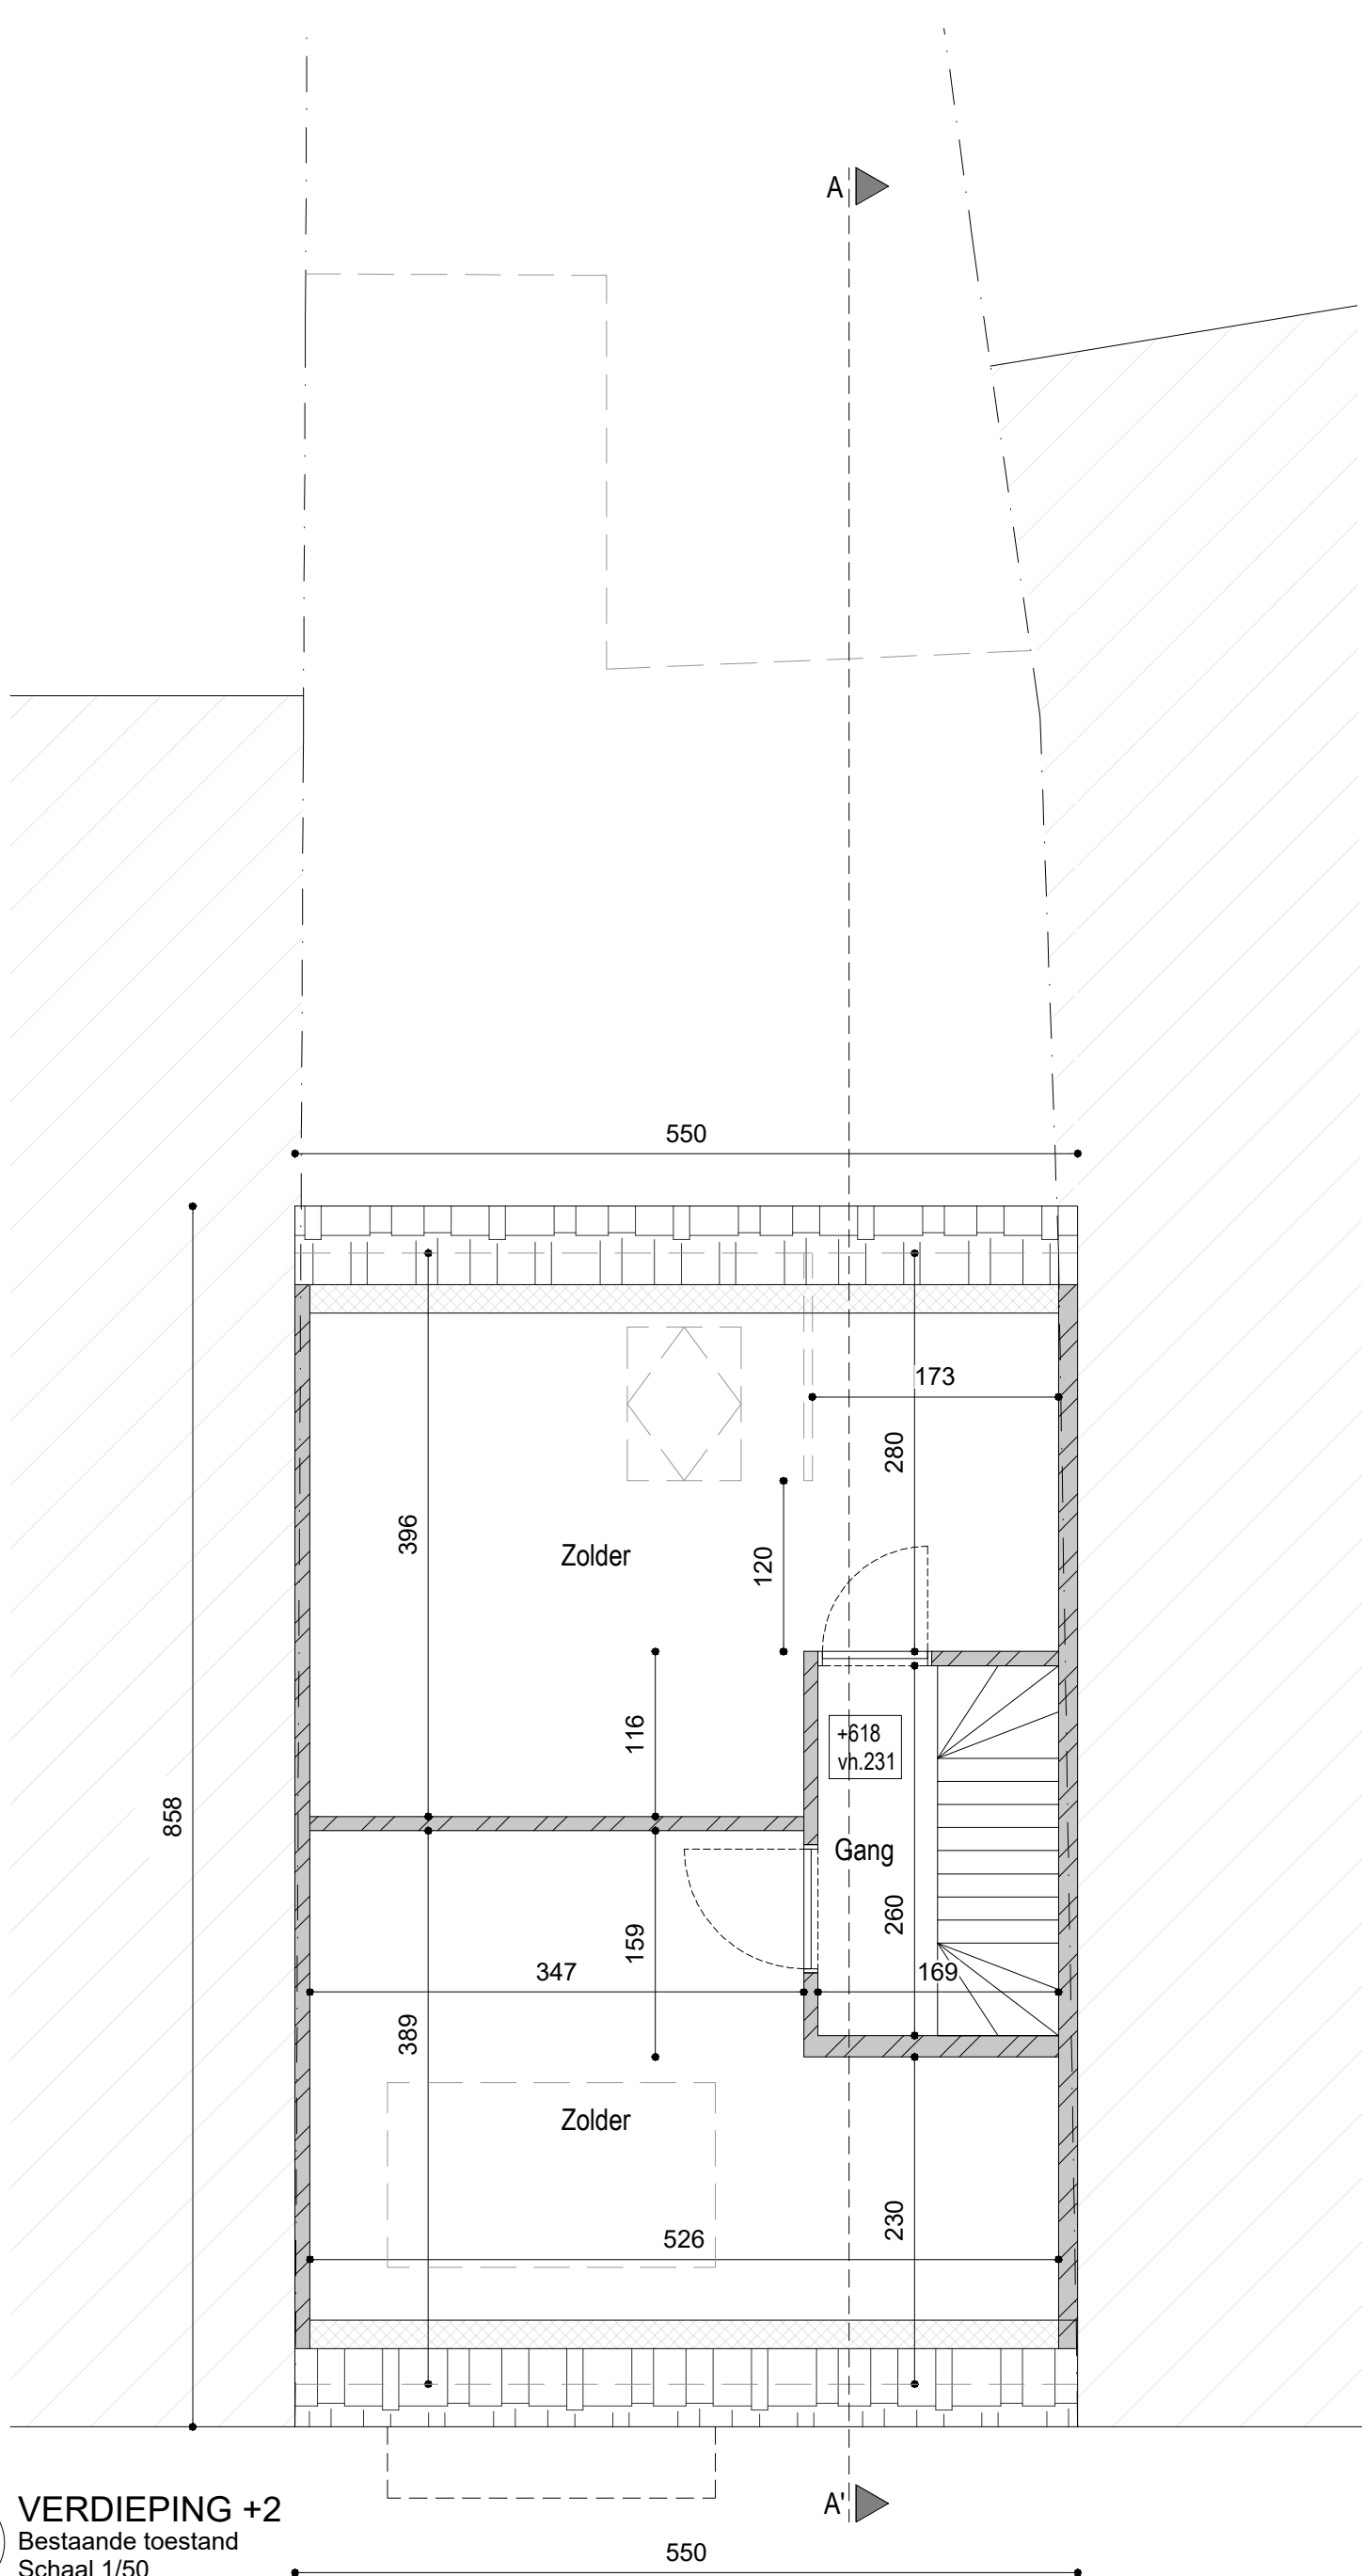 A
550
173
280
396
Zolder
120
116
+618
vh.231
858
Gang
260
159
347
169
389
Zolder
230
526
A'
VERDIEPING +2
Bestaande toestand
Schaal 1/50
550